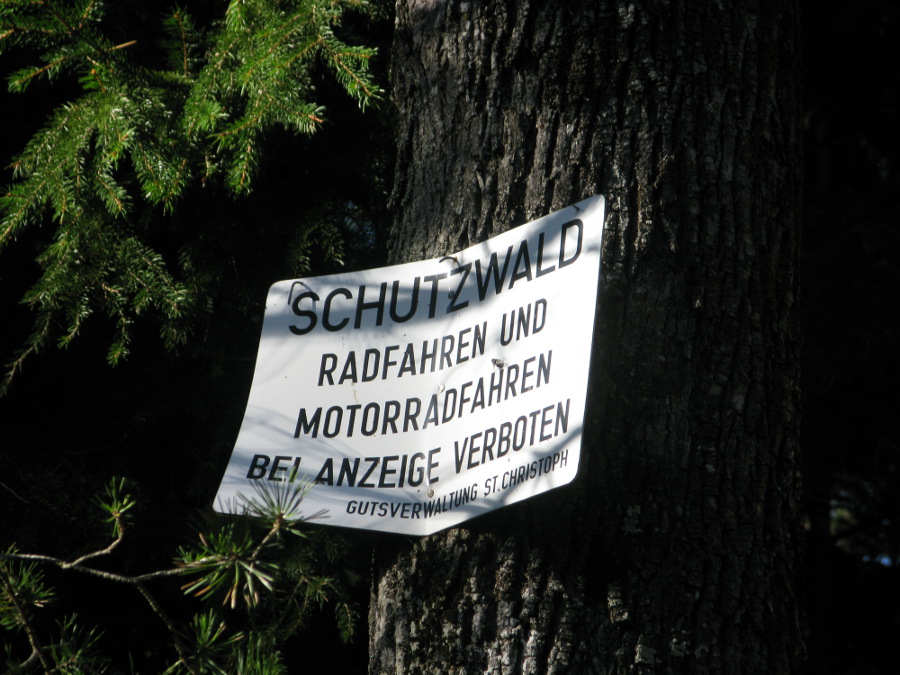 SCHUTZWALD
RADFAHREN UND
MOTORRADFAHREN
BEI ANZEIGE VERBOTEN
GUTSVERWALTUNG ST.CHRISTOPH